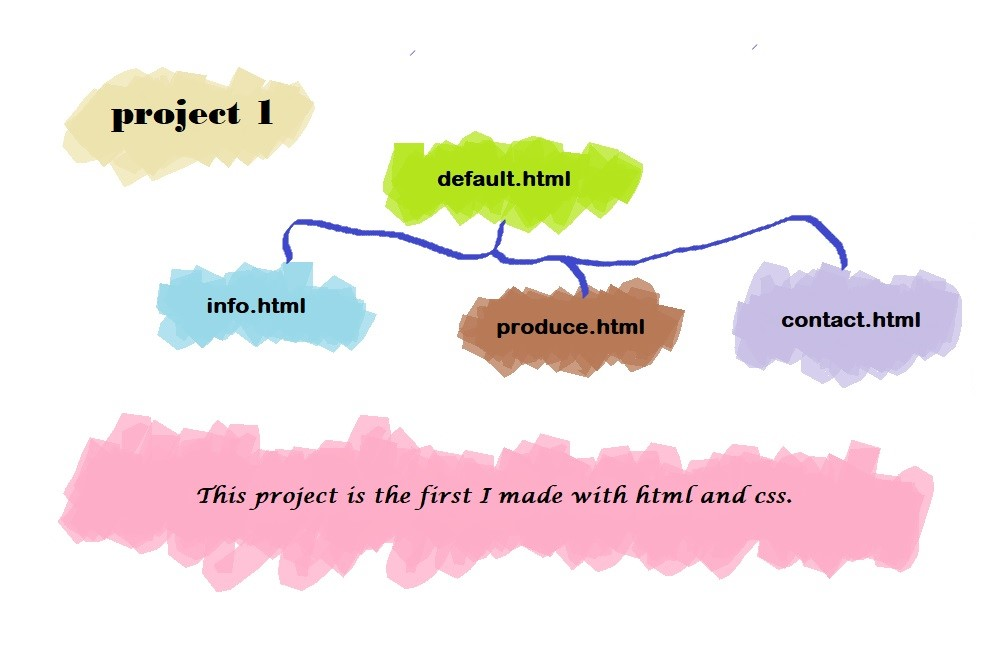 project 1
default.html
info.html
produce.html
contact.html
This project is the first I made with html and css.